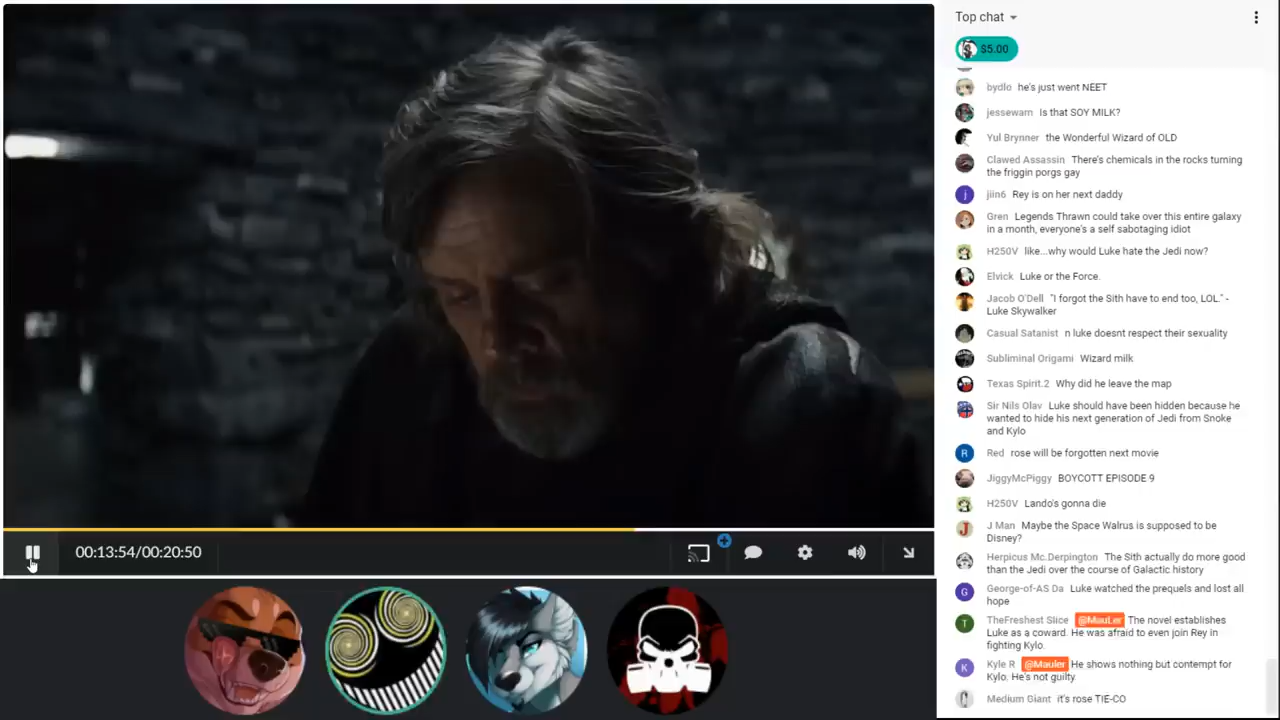 Top chat
$5.00
bydlo he's just went NEET
jessewarn Is that SOY MILK?
Yul Brynner the Wonderful Wizard of OLD
Clawed Assassin There's chemicals in the rocks turning
the friggin porgs gay
jiin6 Rey is on her next daddy
Gren Legends Thrawn could take over this entire galaxy
in a month, everyone's a self sabotaging idiot
H250V like...why would Luke hate the Jedi now?
Elvick Luke or the Force.
Jacob O'Dell "I forgot the Sith have to end too, LOL." -
Luke Skywalker
Casual Satanist n luke doesnt respect their sexuality
Subliminal Origami Wizard milk
Texas Spirit.2 Why did he leave the map
Sir Nils Olav Luke should have been hidden because he
wanted to hide his next generation of Jedi from Snoke
and Kylo
R Red rose will be forgotten next movie
JiggyMcPiggy BOYCOTT EPISODE 9
H250V Lando's gonna die
J Man Maybe the Space Walrus is supposed to be
Disney?
Herpicus Mc.Derpington The Sith actually do more good
than the Jedi over the course of Galactic history
G George-of-AS Da Luke watched the prequels and lost all
hope
T TheFreshest Slice @MauLer The novel establishes
Luke as a coward. He was afraid to even join Rey in
fighting Kylo.
K Kyle R @Mauler He shows nothing but contempt for
Kylo. He's not guilty.
Medium Giant it's rose TIE-CO
00:13:54/00:20:50